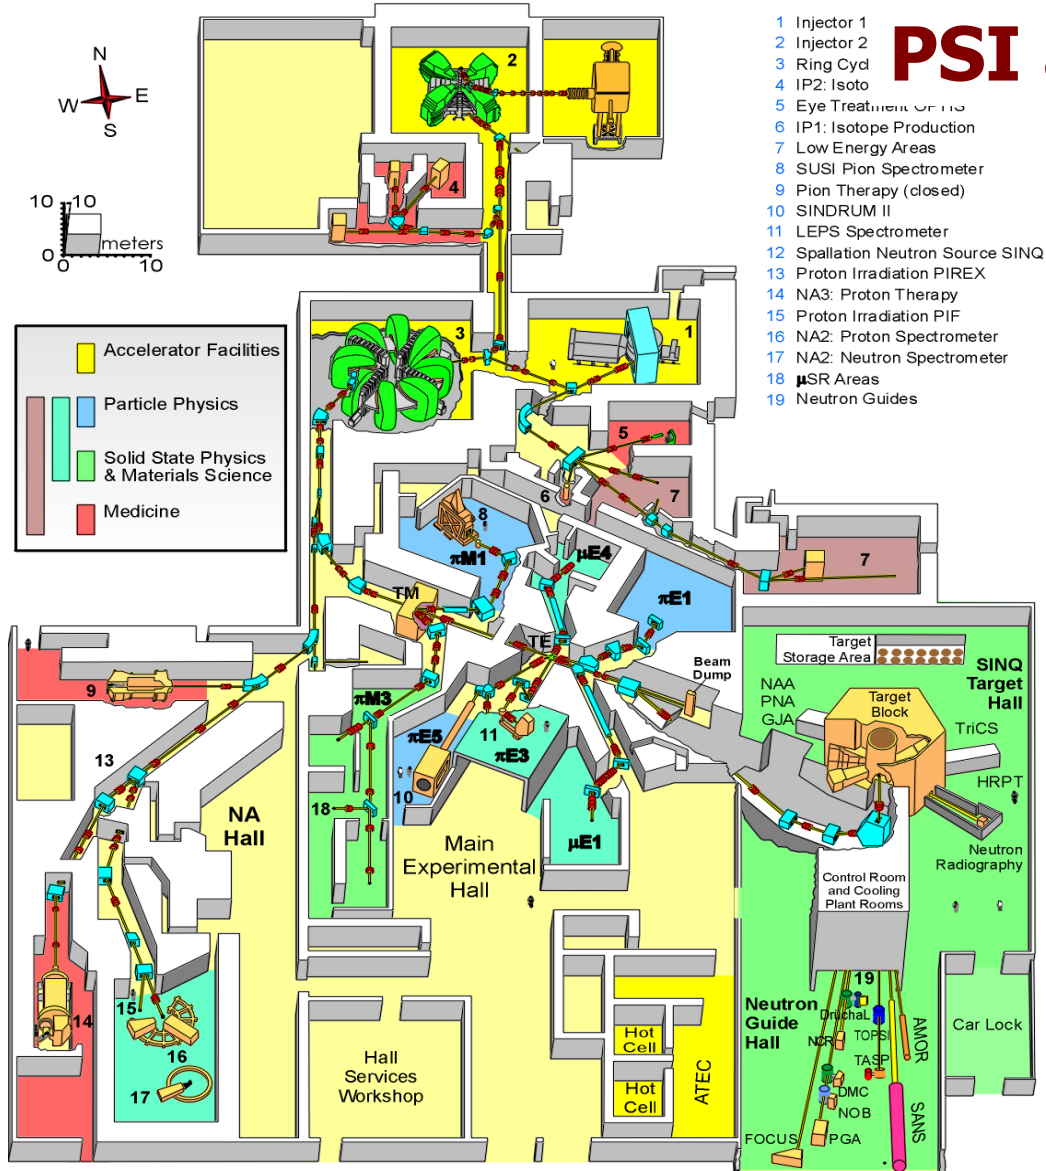 N
W E
S
10 10
meters
0
0 10
Accelerator Facilities
Particle Physics
Solid State Physics
& Materials Science
Medicine
PSI
1 Injector 1
2 Injector 2
3 Ring Cycl
4 IP2: Isoto
5 Eye Treatment OPTIS
6 IP1: Isotope Production
7 Low Energy Areas
8 SUSI Pion Spectrometer
9 Pion Therapy (closed)
10 SINDRUM II
11 LEPS Spectrometer
12 Spallation Neutron Source SINQ
13 Proton Irradiation PIREX
14 NA3: Proton Therapy
15 Proton Irradiation PIF
16 NA2: Proton Spectrometer
17 NA2: Neutron Spectrometer
18 μSR Areas
19 Neutron Guides
2
4
3
1
5
6
7
7
8
πM1
μE4
πE1
TM
TE
Beam
Dump
Target
Storage Area
SINQ
Target
Hall
NAA
PNA
GJA
Target
Block
TriCS
HRPT
Neutron
Radiography
9
πM3
πE5
11
πE3
10
13
18
NA
Hall
Main
Experimental
Hall
μE1
Control Room
and Cooling
Plant Rooms
19
Neutron
Guide
Hall
DrüchaL
TOPSI
NCR
TASP
AMOR
DMC
NOB
SANS
FOCUS
PGA
Car Lock
14
15
16
17
Hall
Services
Workshop
Hot
Cell
Hot
Cell
ATEC